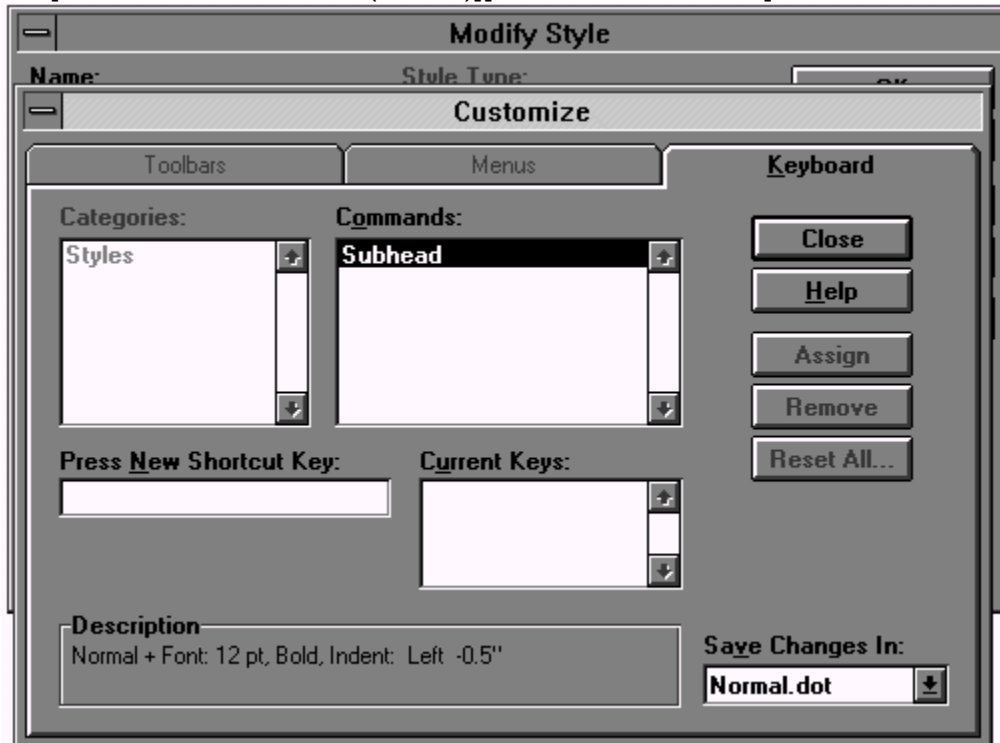 Modify Style
Name:
Style Type:
OK
Customize
Toolbars
Menus
Keyboard
Categories:
Commands:
Styles
Subhead
Close
Help
Assign
Remove
Reset All...
Press New Shortcut Key:
Current Keys:
Description
Normal + Font: 12 pt, Bold, Indent: Left -0.5"
Save Changes In:
Normal.dot